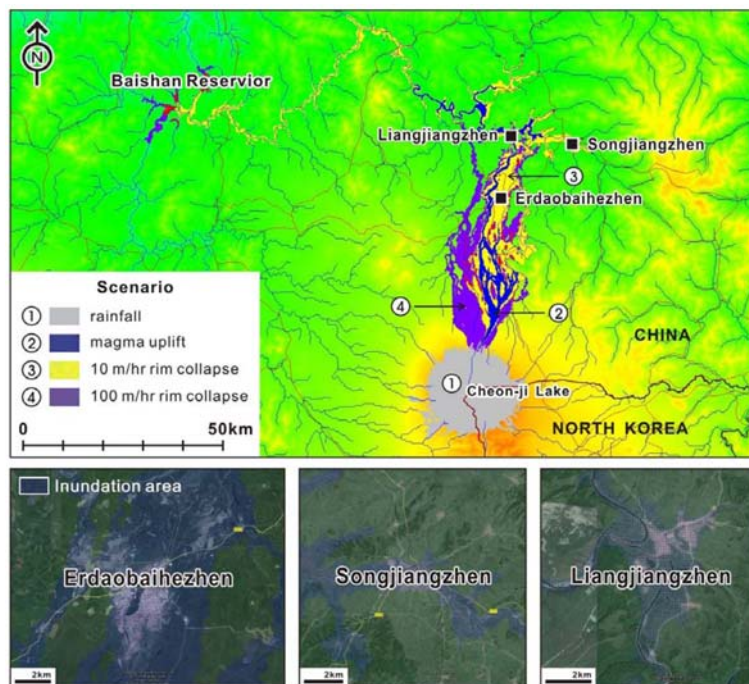 N
Baishan Reservior
Liangjiangzhen
Songjiangzhen
③
Erdaobaihezhen
Scenario
① rainfall
② magma uplift
③ 10 m/hr rim collapse
④ 100 m/hr rim collapse
0 50km
④
②
CHINA
① Cheon-ji Lake
NORTH KOREA
Inundation area
Erdaobaihezhen
2km
Songjiangzhen
2km
Liangjiangzhen
2km